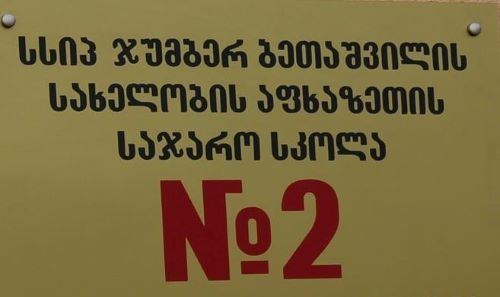 სსიპ ჯუმბერ ბეთაშვილის
სახელობის აფხაზეთის
საჯარო სკოლა
№2